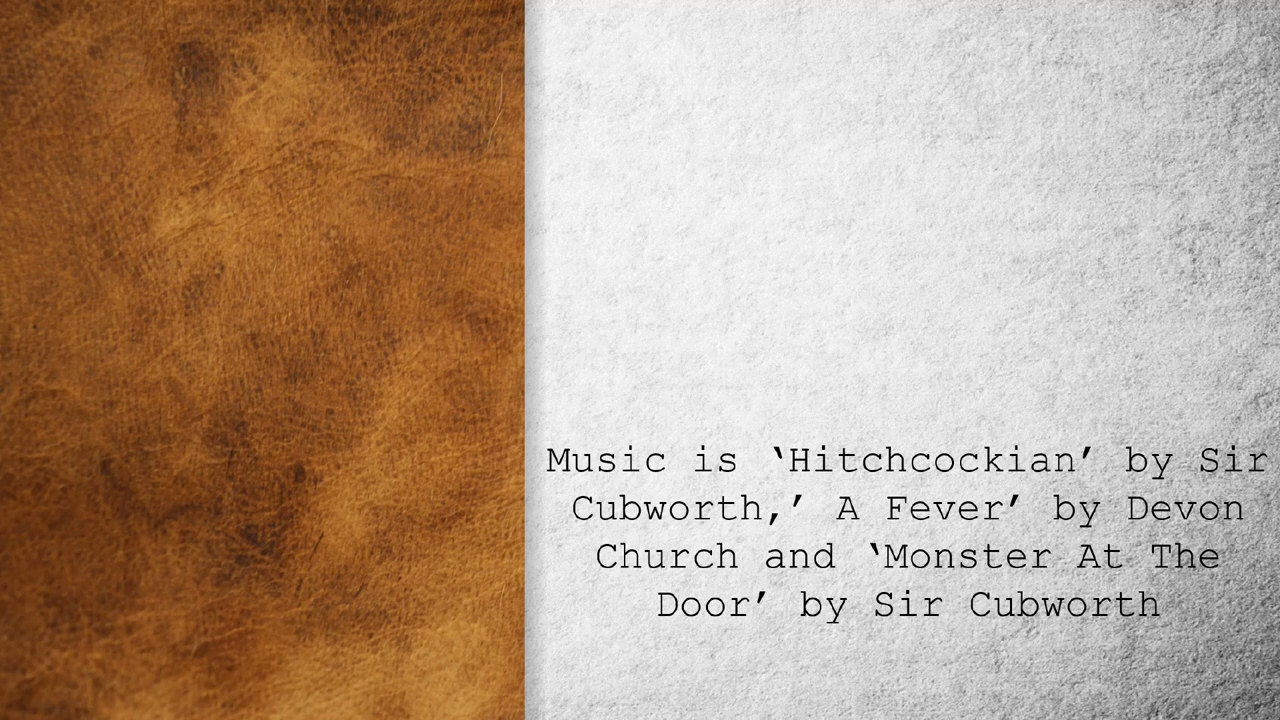 Music is ‘Hitchcockian’ by Sir
Cubworth,’ A Fever’ by Devon
Church and ‘Monster At The
Door’ by Sir Cubworth